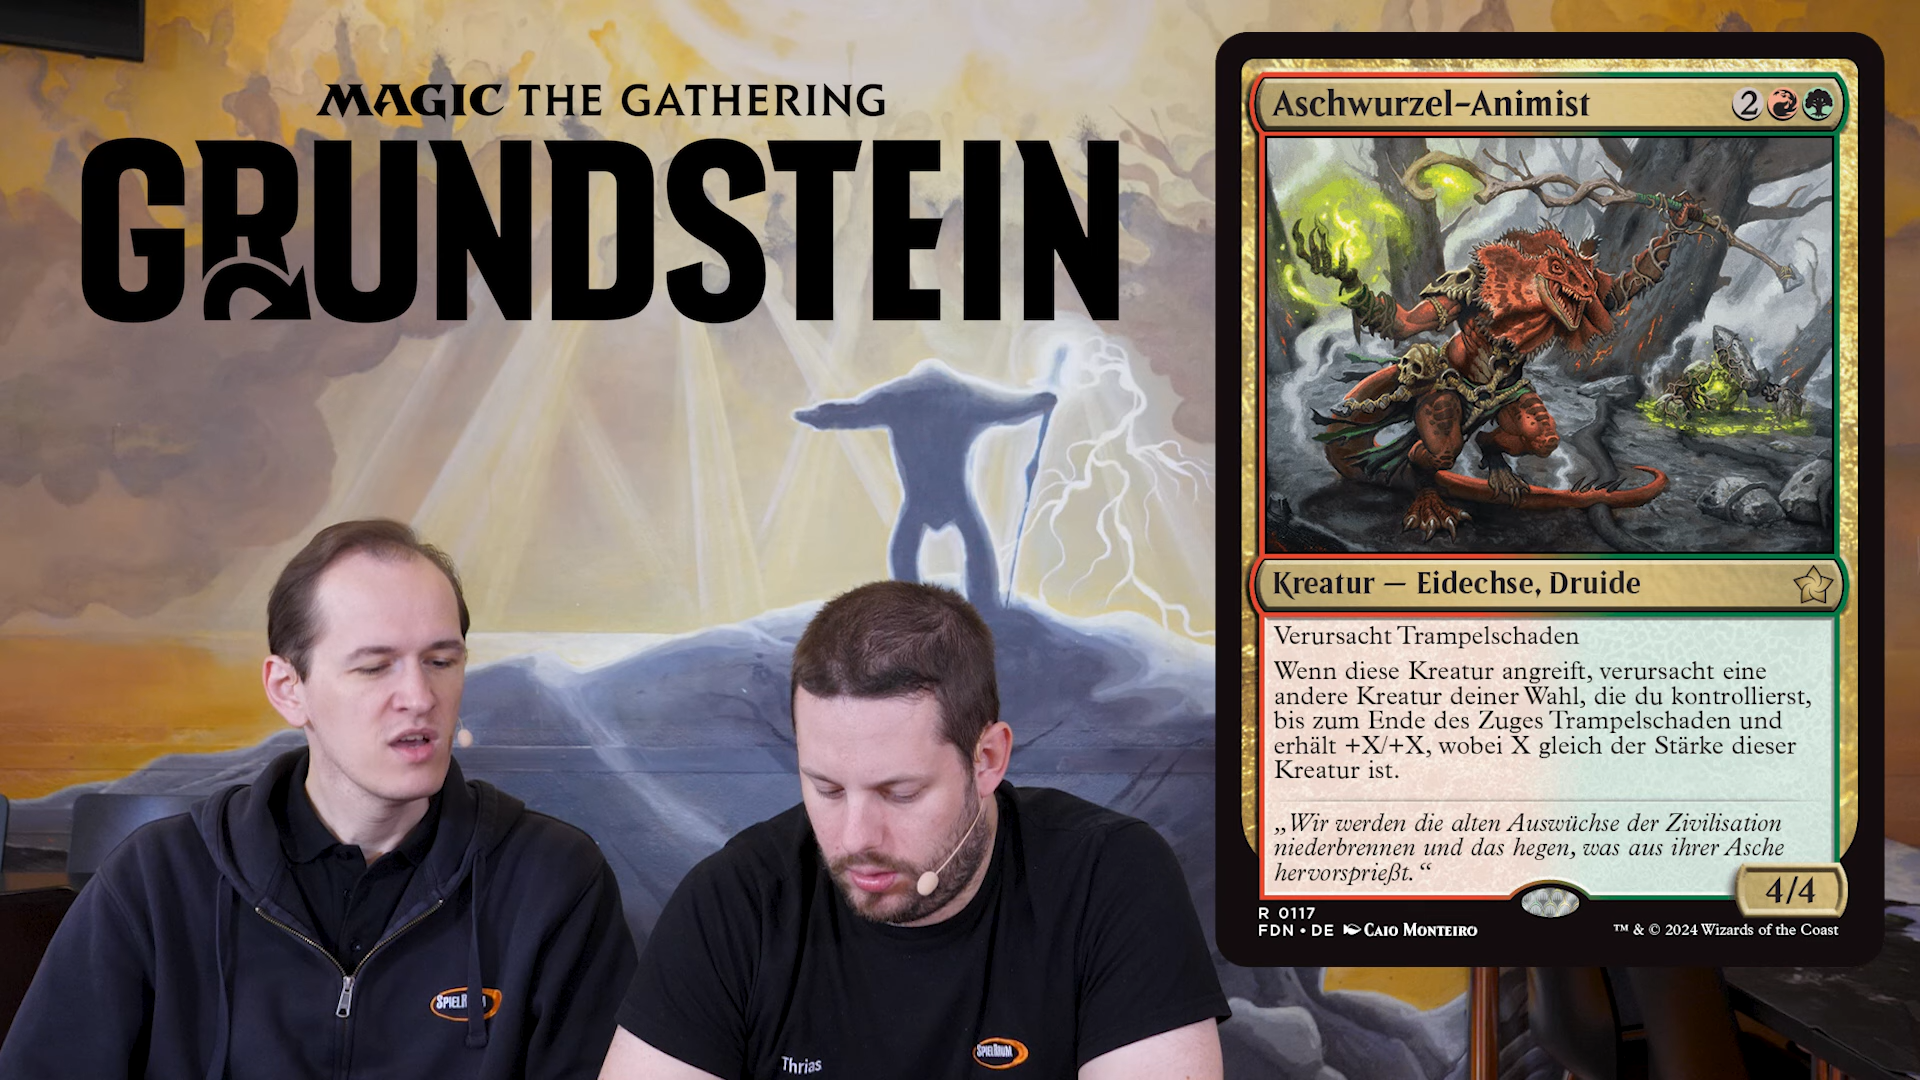 MAGIC THE GATHERING
GRUNDSTEIN
Aschwurzel-Animist
2
Kreatur — Eidechse, Druide
Verursacht Trampelschaden
Wenn diese Kreatur angreift, verursacht eine
andere Kreatur deiner Wahl, die du kontrollierst,
bis zum Ende des Zuges Trampelschaden und
erhält +X/+X, wobei X gleich der Stärke dieser
Kreatur ist.
„Wir werden die alten Auswüchse der Zivilisation
niederbrennen und das hegen, was aus ihrer Asche
hervorsprießt.“
4/4
R 0117
FDN • DE CAIO MONTEIRO
™ & © 2024 Wizards of the Coast
Thrias
SPIELRAUM